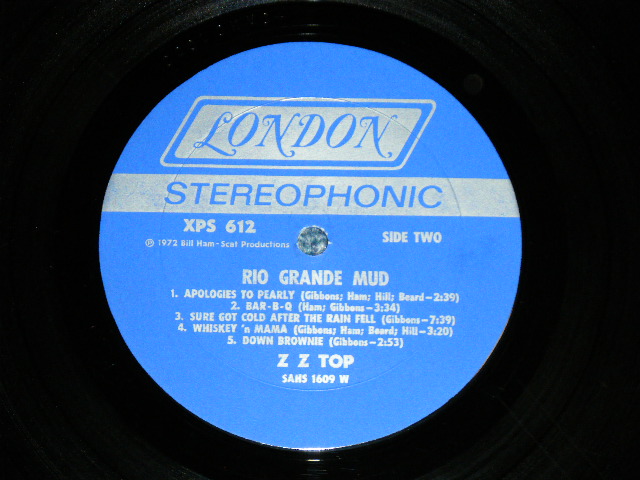 LONDON
STEREOPHONIC
XPS 612
SIDE TWO
℗ 1972 Bill Ham-Scat Productions
RIO GRANDE MUD
1. APOLOGIES TO PEARLY (Gibbons; Ham; Hill; Beard—2:39)
2. BAR-B-Q (Ham; Gibbons—3:34)
3. SURE GOT COLD AFTER THE RAIN FELL (Gibbons—7:39)
4. WHISKEY 'n MAMA (Gibbons; Ham; Beard; Hill—3:20)
5. DOWN BROWNIE (Gibbons—2:53)
Z Z TOP
SAHS 1609 W